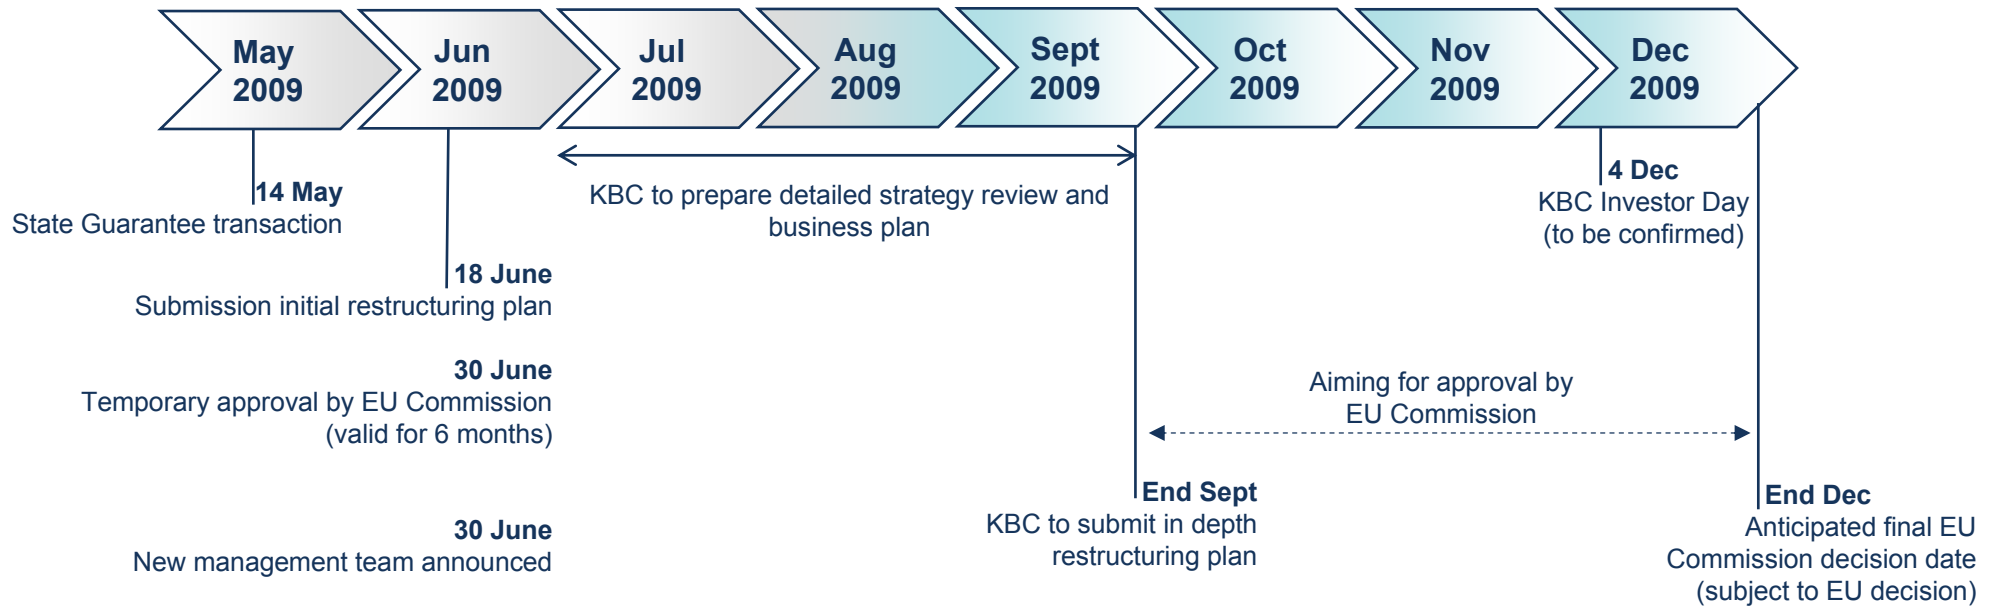 May
2009
Jun
2009
Jul
2009
Aug
2009
Sept
2009
Oct
2009
Nov
2009
Dec
2009
14 May
State Guarantee transaction
18 June
Submission initial restructuring plan
30 June
Temporary approval by EU Commission
(valid for 6 months)
30 June
New management team announced
KBC to prepare detailed strategy review and
business plan
End Sept
KBC to submit in depth
restructuring plan
Aiming for approval by
EU Commission
4 Dec
KBC Investor Day
(to be confirmed)
End Dec
Anticipated final EU
Commission decision date
(subject to EU decision)